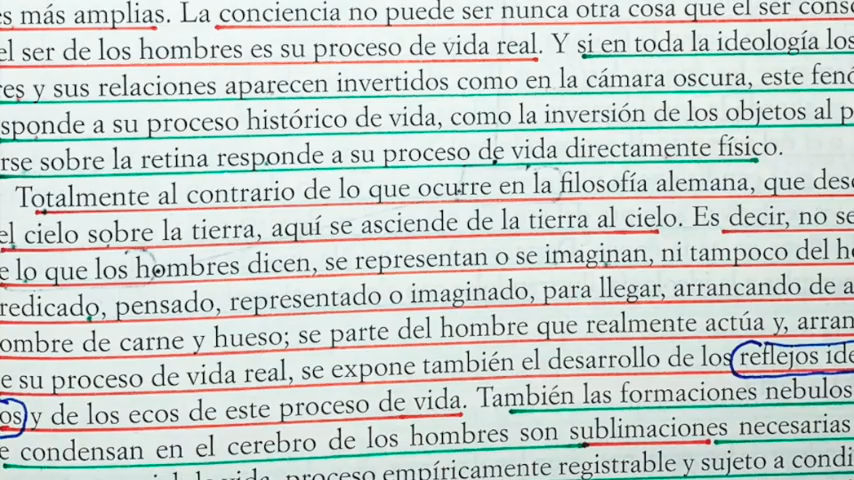 s más amplias. La conciencia no puede ser nunca otra cosa que el ser cons
el ser de los hombres es su proceso de vida real. Y si en toda la ideología los
res y sus relaciones aparecen invertidos como en la cámara oscura, este fenó
sponde a su proceso histórico de vida, como la inversión de los objetos al p
rse sobre la retina responde a su proceso de vida directamente físico.
Totalmente al contrario de lo que ocurre en la filosofía alemana, que desc
el cielo sobre la tierra, aquí se asciende de la tierra al cielo. Es decir, no se
e lo que los hombres dicen, se representan o se imaginan, ni tampoco del h
redicado, pensado, representado o imaginado, para llegar, arrancando de a
ombre de carne y hueso; se parte del hombre que realmente actúa y, arran
e su proceso de vida real, se expone también el desarrollo de los reflejos ide
os y de los ecos de este proceso de vida. También las formaciones nebulos
e condensan en el cerebro de los hombres son sublimaciones necesarias
vida, proceso empíricamente registrable y sujeto a condi